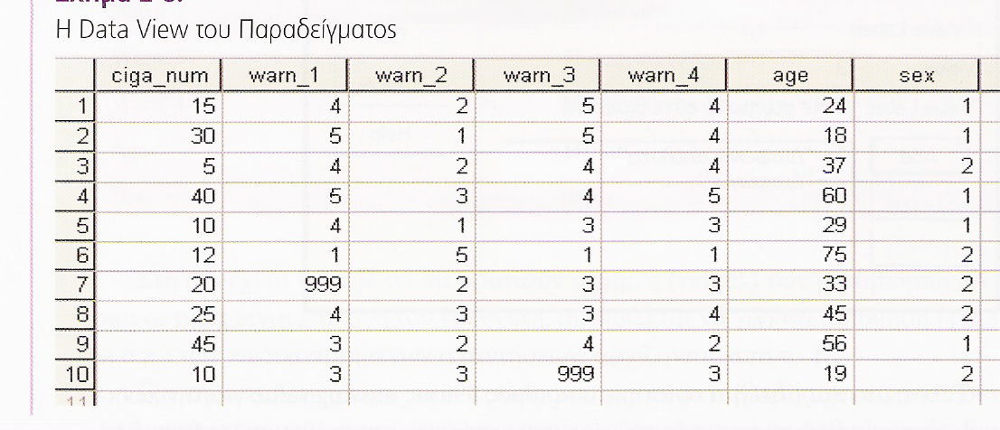 Η Data View του Παραδείγματος
ciga_num warn_1 warn_2 warn_3 warn_4 age sex
1 15 4 2 5 4 24 1
2 30 5 1 5 4 18 1
3 5 4 2 4 4 37 2
4 40 5 3 4 5 60 1
5 10 4 1 3 3 29 1
6 12 1 5 1 1 75 2
7 20 999 2 3 3 33 2
8 25 4 3 3 4 45 2
9 45 3 2 4 2 56 1
10 10 3 3 999 3 19 2